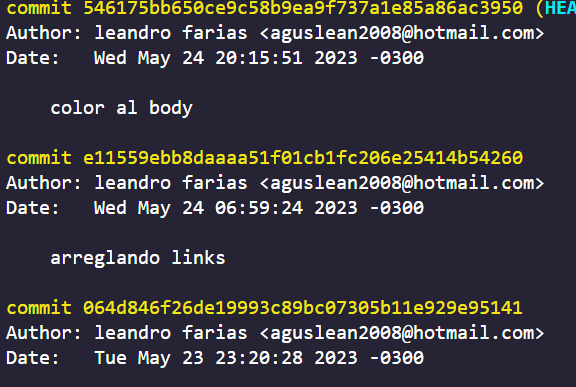 commit 546175bb650ce9c58b9ea9f737a1e85a86ac3950 (HEA
Author: leandro farias <aguslean2008@hotmail.com>
Date:   Wed May 24 20:15:51 2023 -0300
color al body
commit e11559ebb8daaaa51f01cb1fc206e25414b54260
Author: leandro farias <aguslean2008@hotmail.com>
Date:   Wed May 24 06:59:24 2023 -0300
arreglando links
commit 064d846f26de19993c89bc07305b11e929e95141
Author: leandro farias <aguslean2008@hotmail.com>
Date:   Tue May 23 23:20:28 2023 -0300